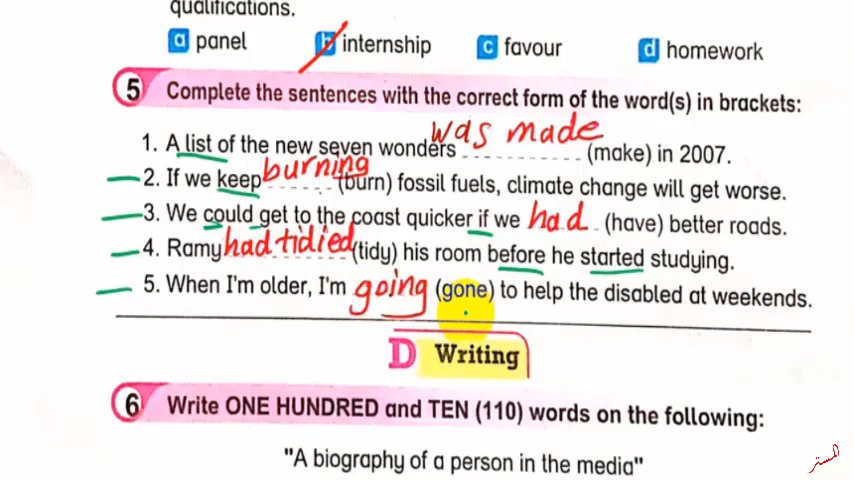 qualifications.
a panel b internship c favour d homework
5 Complete the sentences with the correct form of the word(s) in brackets:
1. A list of the new seven wonders was made (make) in 2007.
2. If we keep burning (burn) fossil fuels, climate change will get worse.
3. We could get to the coast quicker if we had (have) better roads.
4. Ramy had tidied (tidy) his room before he started studying.
5. When I'm older, I'm going (gone) to help the disabled at weekends.
D Writing
6 Write ONE HUNDRED and TEN (110) words on the following:
"A biography of a person in the media"
المستر